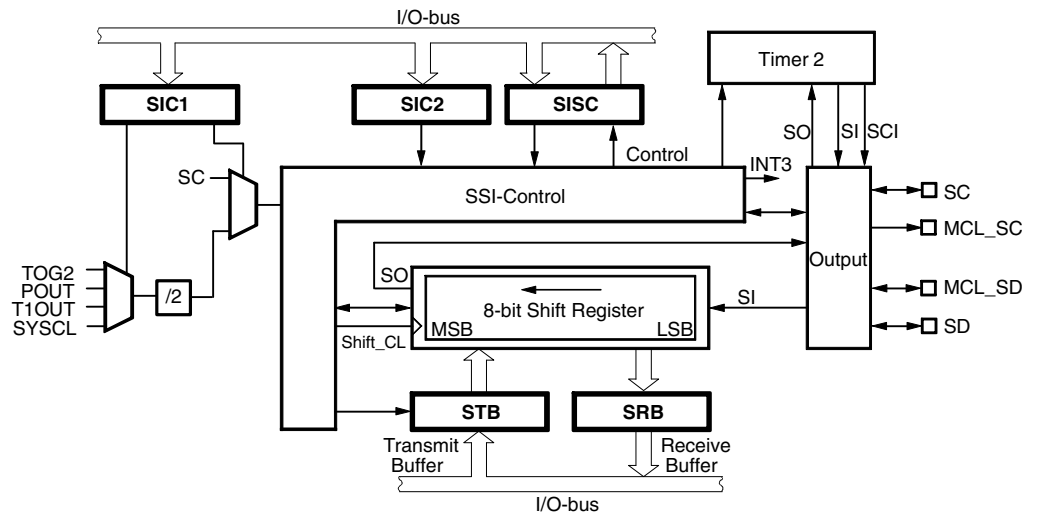 I/O-bus
Timer 2
SIC1
SIC2
SISC
SO
SI
SCI
Control
INT3
SC
SSI-Control
SC
MCL_SC
Output
MCL_SD
SD
TOG2
POUT
T1OUT
SYSCL
/2
SO
SI
8-bit Shift Register
MSB
LSB
Shift_CL
STB
SRB
Transmit
Buffer
Receive
Buffer
I/O-bus